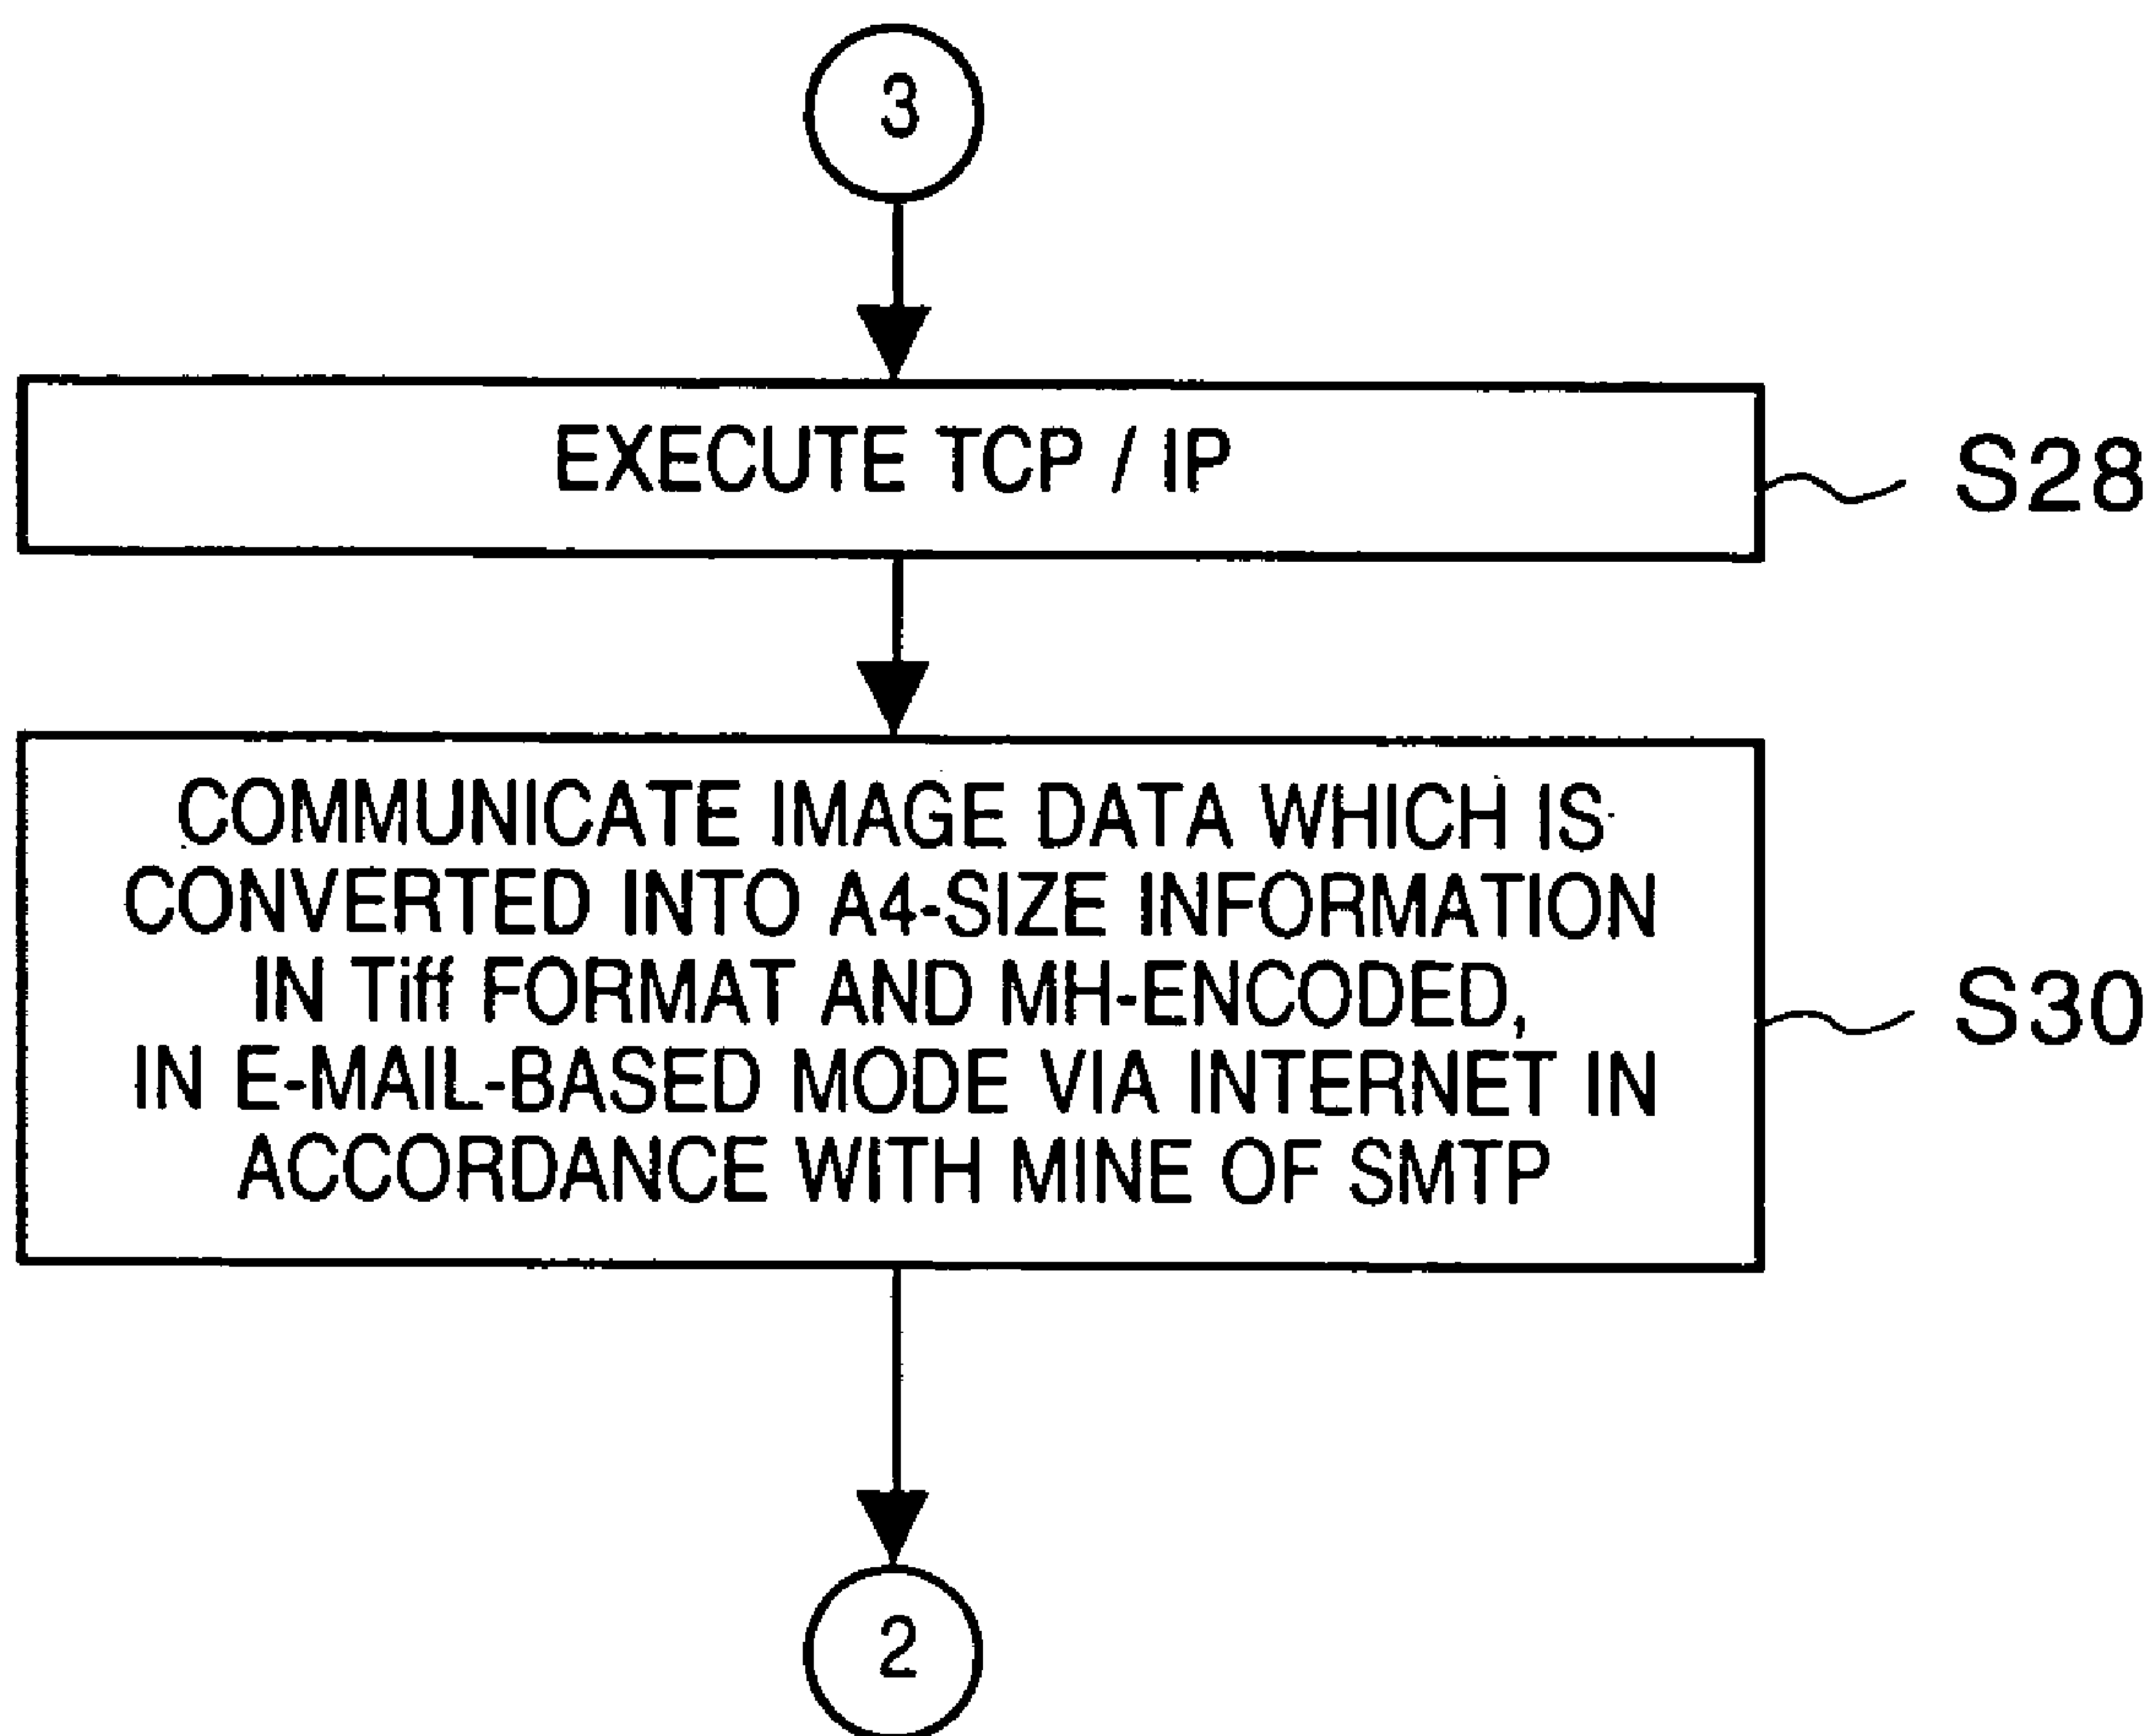 3
EXECUTE TCP / IP
S28
COMMUNICATE IMAGE DATA WHICH IS
CONVERTED INTO A4-SIZE INFORMATION
IN Tiff FORMAT AND MH-ENCODED,
IN E-MAIL-BASED MODE VIA INTERNET IN
ACCORDANCE WITH MINE OF SMTP
S30
2